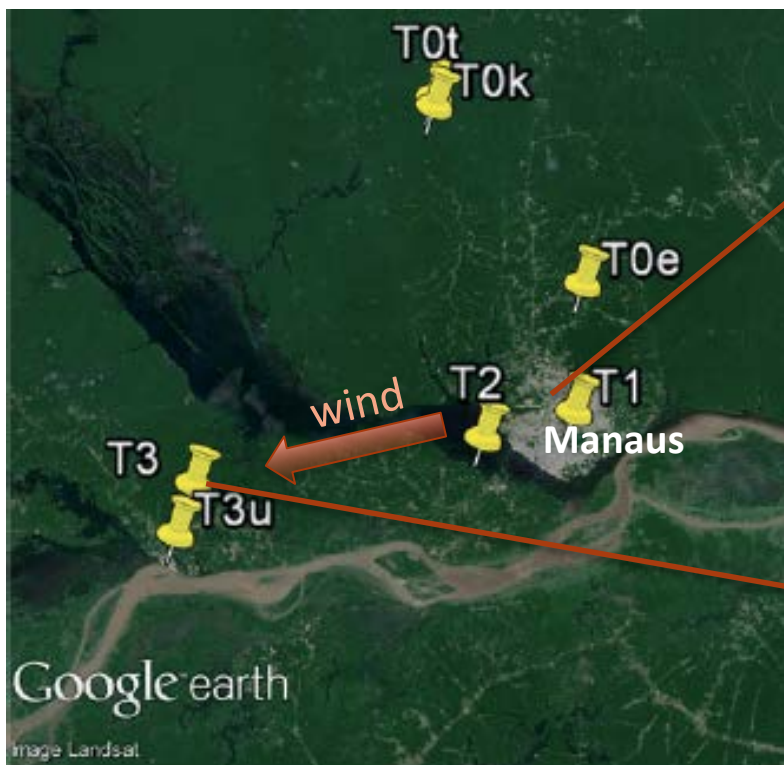 T0t
T0k
T0e
T2
T1
wind
Manaus
T3
T3u
Google earth
Image Landsat